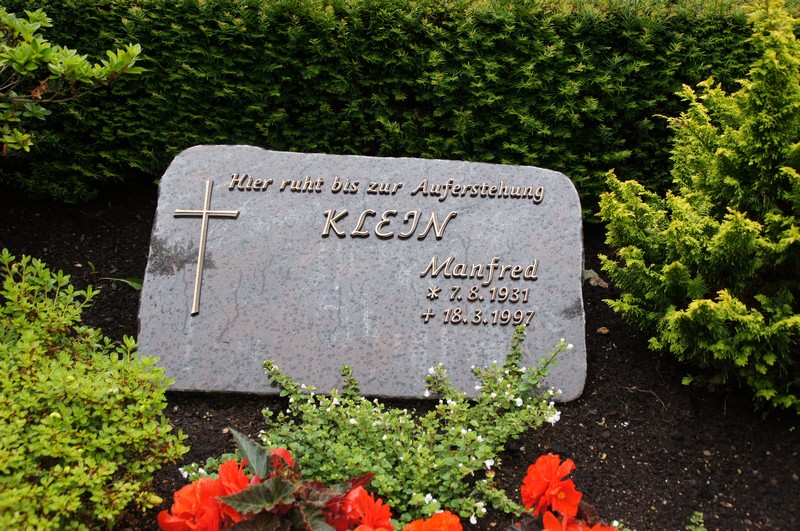 Hier ruht bis zur Auferstehung
KLEIN
Manfred
* 7.8.1931
+ 18.3.1997